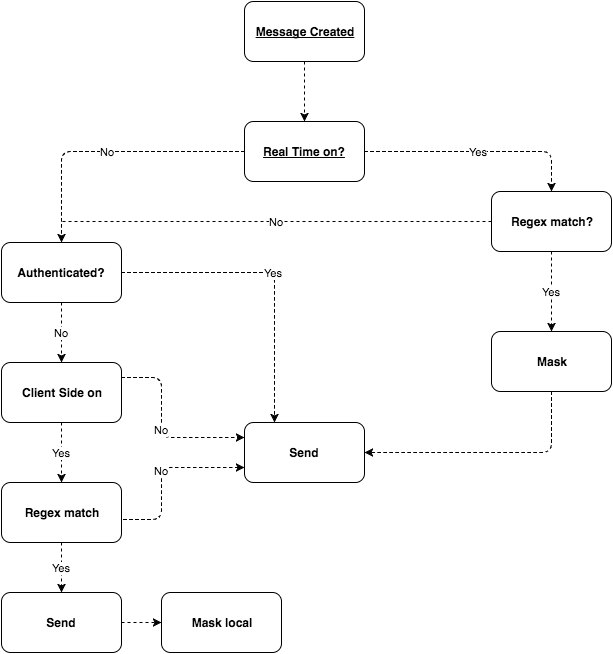 Message Created
Real Time on?
No
Yes
Regex match?
No
Authenticated?
Yes
Yes
No
Mask
Client Side on
No
Send
Yes
No
Regex match
Yes
Send
Mask local